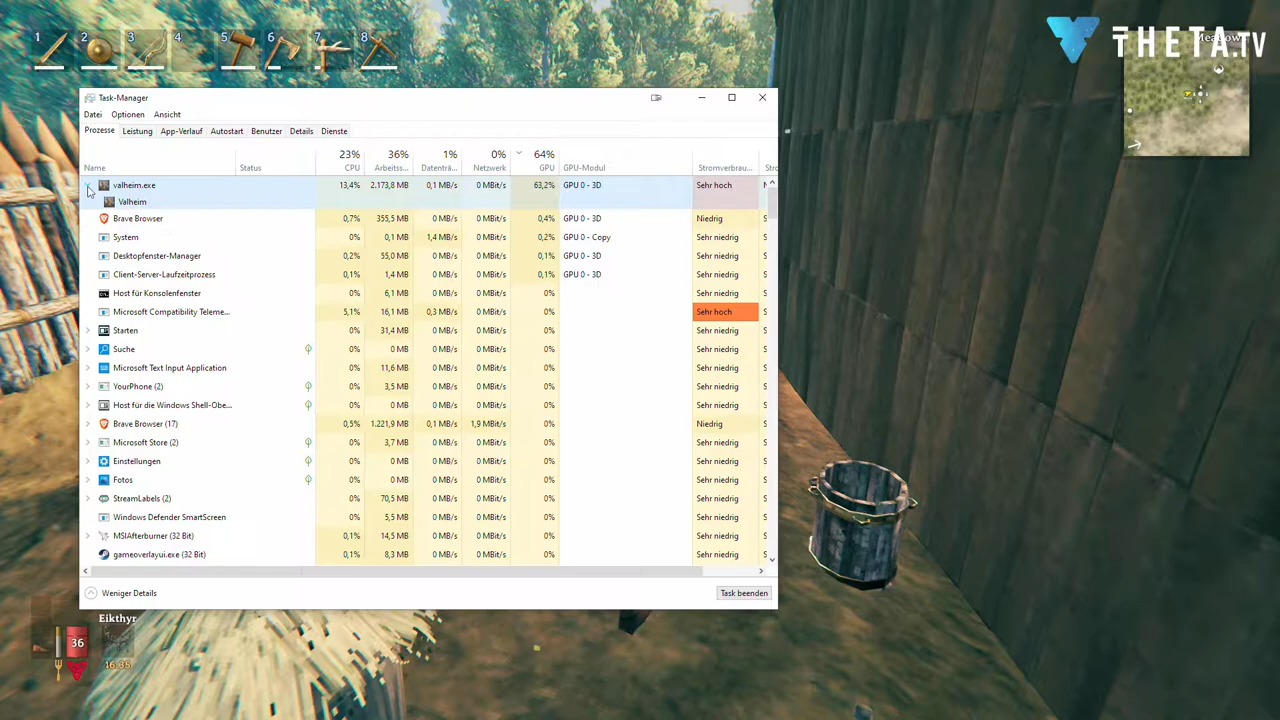 1 2 3 4 5 6 7 8
THETA.tv
Task-Manager
Datei Optionen Ansicht
Prozesse Leistung App-Verlauf Autostart Benutzer Details Dienste
23% 36% 1% 0% 64%
Name Status CPU Arbeitss... Datenträ... Netzwerk GPU GPU-Modul Stromverbrau... Stro
valheim.exe 13,4% 2.173,8 MB 0,1 MB/s 0 MBit/s 63,2% GPU 0 - 3D Sehr hoch
Valheim
Brave Browser 0,7% 355,5 MB 0 MB/s 0 MBit/s 0,4% GPU 0 - 3D Niedrig S
System 0% 0,1 MB 1,4 MB/s 0 MBit/s 0,2% GPU 0 - Copy Sehr niedrig S
Desktopfenster-Manager 0,2% 55,0 MB 0 MB/s 0 MBit/s 0,1% GPU 0 - 3D Sehr niedrig S
Client-Server-Laufzeitprozess 0,1% 1,4 MB 0 MB/s 0 MBit/s 0,1% GPU 0 - 3D Sehr niedrig S
Host für Konsolenfenster 0% 6,1 MB 0 MB/s 0 MBit/s 0% Sehr niedrig S
Microsoft Compatibility Teleme... 5,1% 16,1 MB 0,3 MB/s 0 MBit/s 0% Sehr hoch S
Starten 0% 31,4 MB 0 MB/s 0 MBit/s 0% Sehr niedrig S
Suche 0% 0 MB 0 MB/s 0 MBit/s 0% Sehr niedrig S
Microsoft Text Input Application 0% 11,6 MB 0 MB/s 0 MBit/s 0% Sehr niedrig S
YourPhone (2) 0% 3,5 MB 0 MB/s 0 MBit/s 0% Sehr niedrig S
Host für die Windows Shell-Obe... 0% 0 MB 0 MB/s 0 MBit/s 0% Sehr niedrig S
Brave Browser (17) 0,5% 1.221,9 MB 0,1 MB/s 1,9 MBit/s 0% Niedrig S
Microsoft Store (2) 0% 3,7 MB 0 MB/s 0 MBit/s 0% Sehr niedrig S
Einstellungen 0% 0 MB 0 MB/s 0 MBit/s 0% Sehr niedrig S
Fotos 0% 0 MB 0 MB/s 0 MBit/s 0% Sehr niedrig S
StreamLabels (2) 0% 70,5 MB 0 MB/s 0 MBit/s 0% Sehr niedrig S
Windows Defender SmartScreen 0% 5,5 MB 0 MB/s 0 MBit/s 0% Sehr niedrig S
MSIAfterburner (32 Bit) 0,1% 14,5 MB 0 MB/s 0 MBit/s 0% Sehr niedrig S
gameoverlayui.exe (32 Bit) 0,1% 8,3 MB 0 MB/s 0 MBit/s 0% Sehr niedrig S
Weniger Details Task beenden
Eikthyr
36
16:35